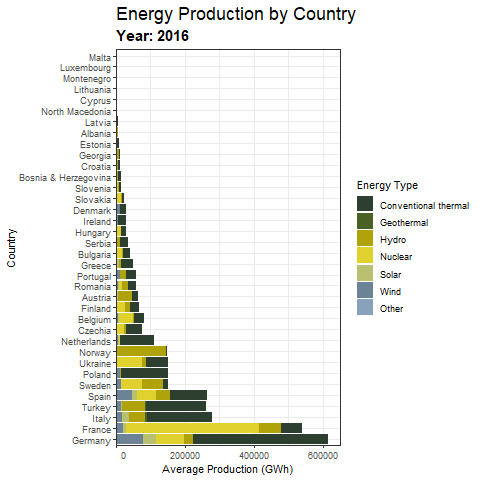 Energy Production by Country
Year: 2016
Malta
Luxembourg
Montenegro
Lithuania
Cyprus
North Macedonia
Latvia
Albania
Estonia
Georgia
Croatia
Bosnia & Herzegovina
Slovenia
Slovakia
Denmark
Ireland
Hungary
Serbia
Bulgaria
Greece
Portugal
Romania
Austria
Finland
Belgium
Czechia
Netherlands
Norway
Ukraine
Poland
Sweden
Spain
Turkey
Italy
France
Germany
Country
0 200000 400000 600000
Average Production (GWh)
Energy Type
Conventional thermal
Geothermal
Hydro
Nuclear
Solar
Wind
Other